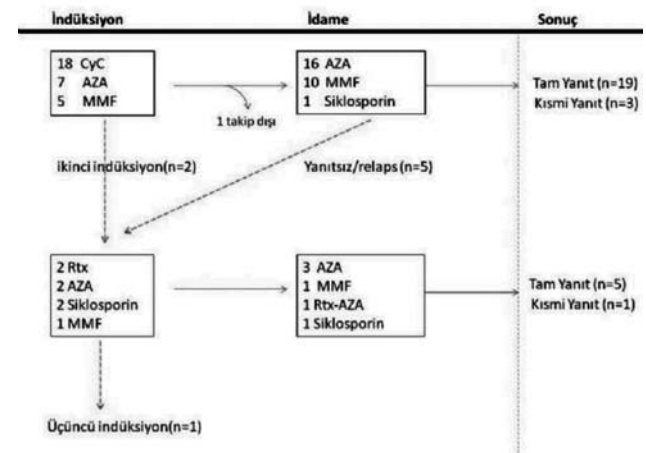 İndüksiyon
İdame
Sonuç
18 CyC
7 AZA
5 MMF
1 takip dışı
16 AZA
10 MMF
1 Siklosporin
Tam Yanıt (n=19)
Kısmi Yanıt (n=3)
ikinci indüksiyon(n=2)
Yanıtsız/relaps(n=5)
2 Rtx
2 AZA
2 Siklosporin
1 MMF
3 AZA
1 MMF
1 Rtx-AZA
1 Siklosporin
Tam Yanıt (n=5)
Kısmi Yanıt (n=1)
Üçüncü indüksiyon(n=1)